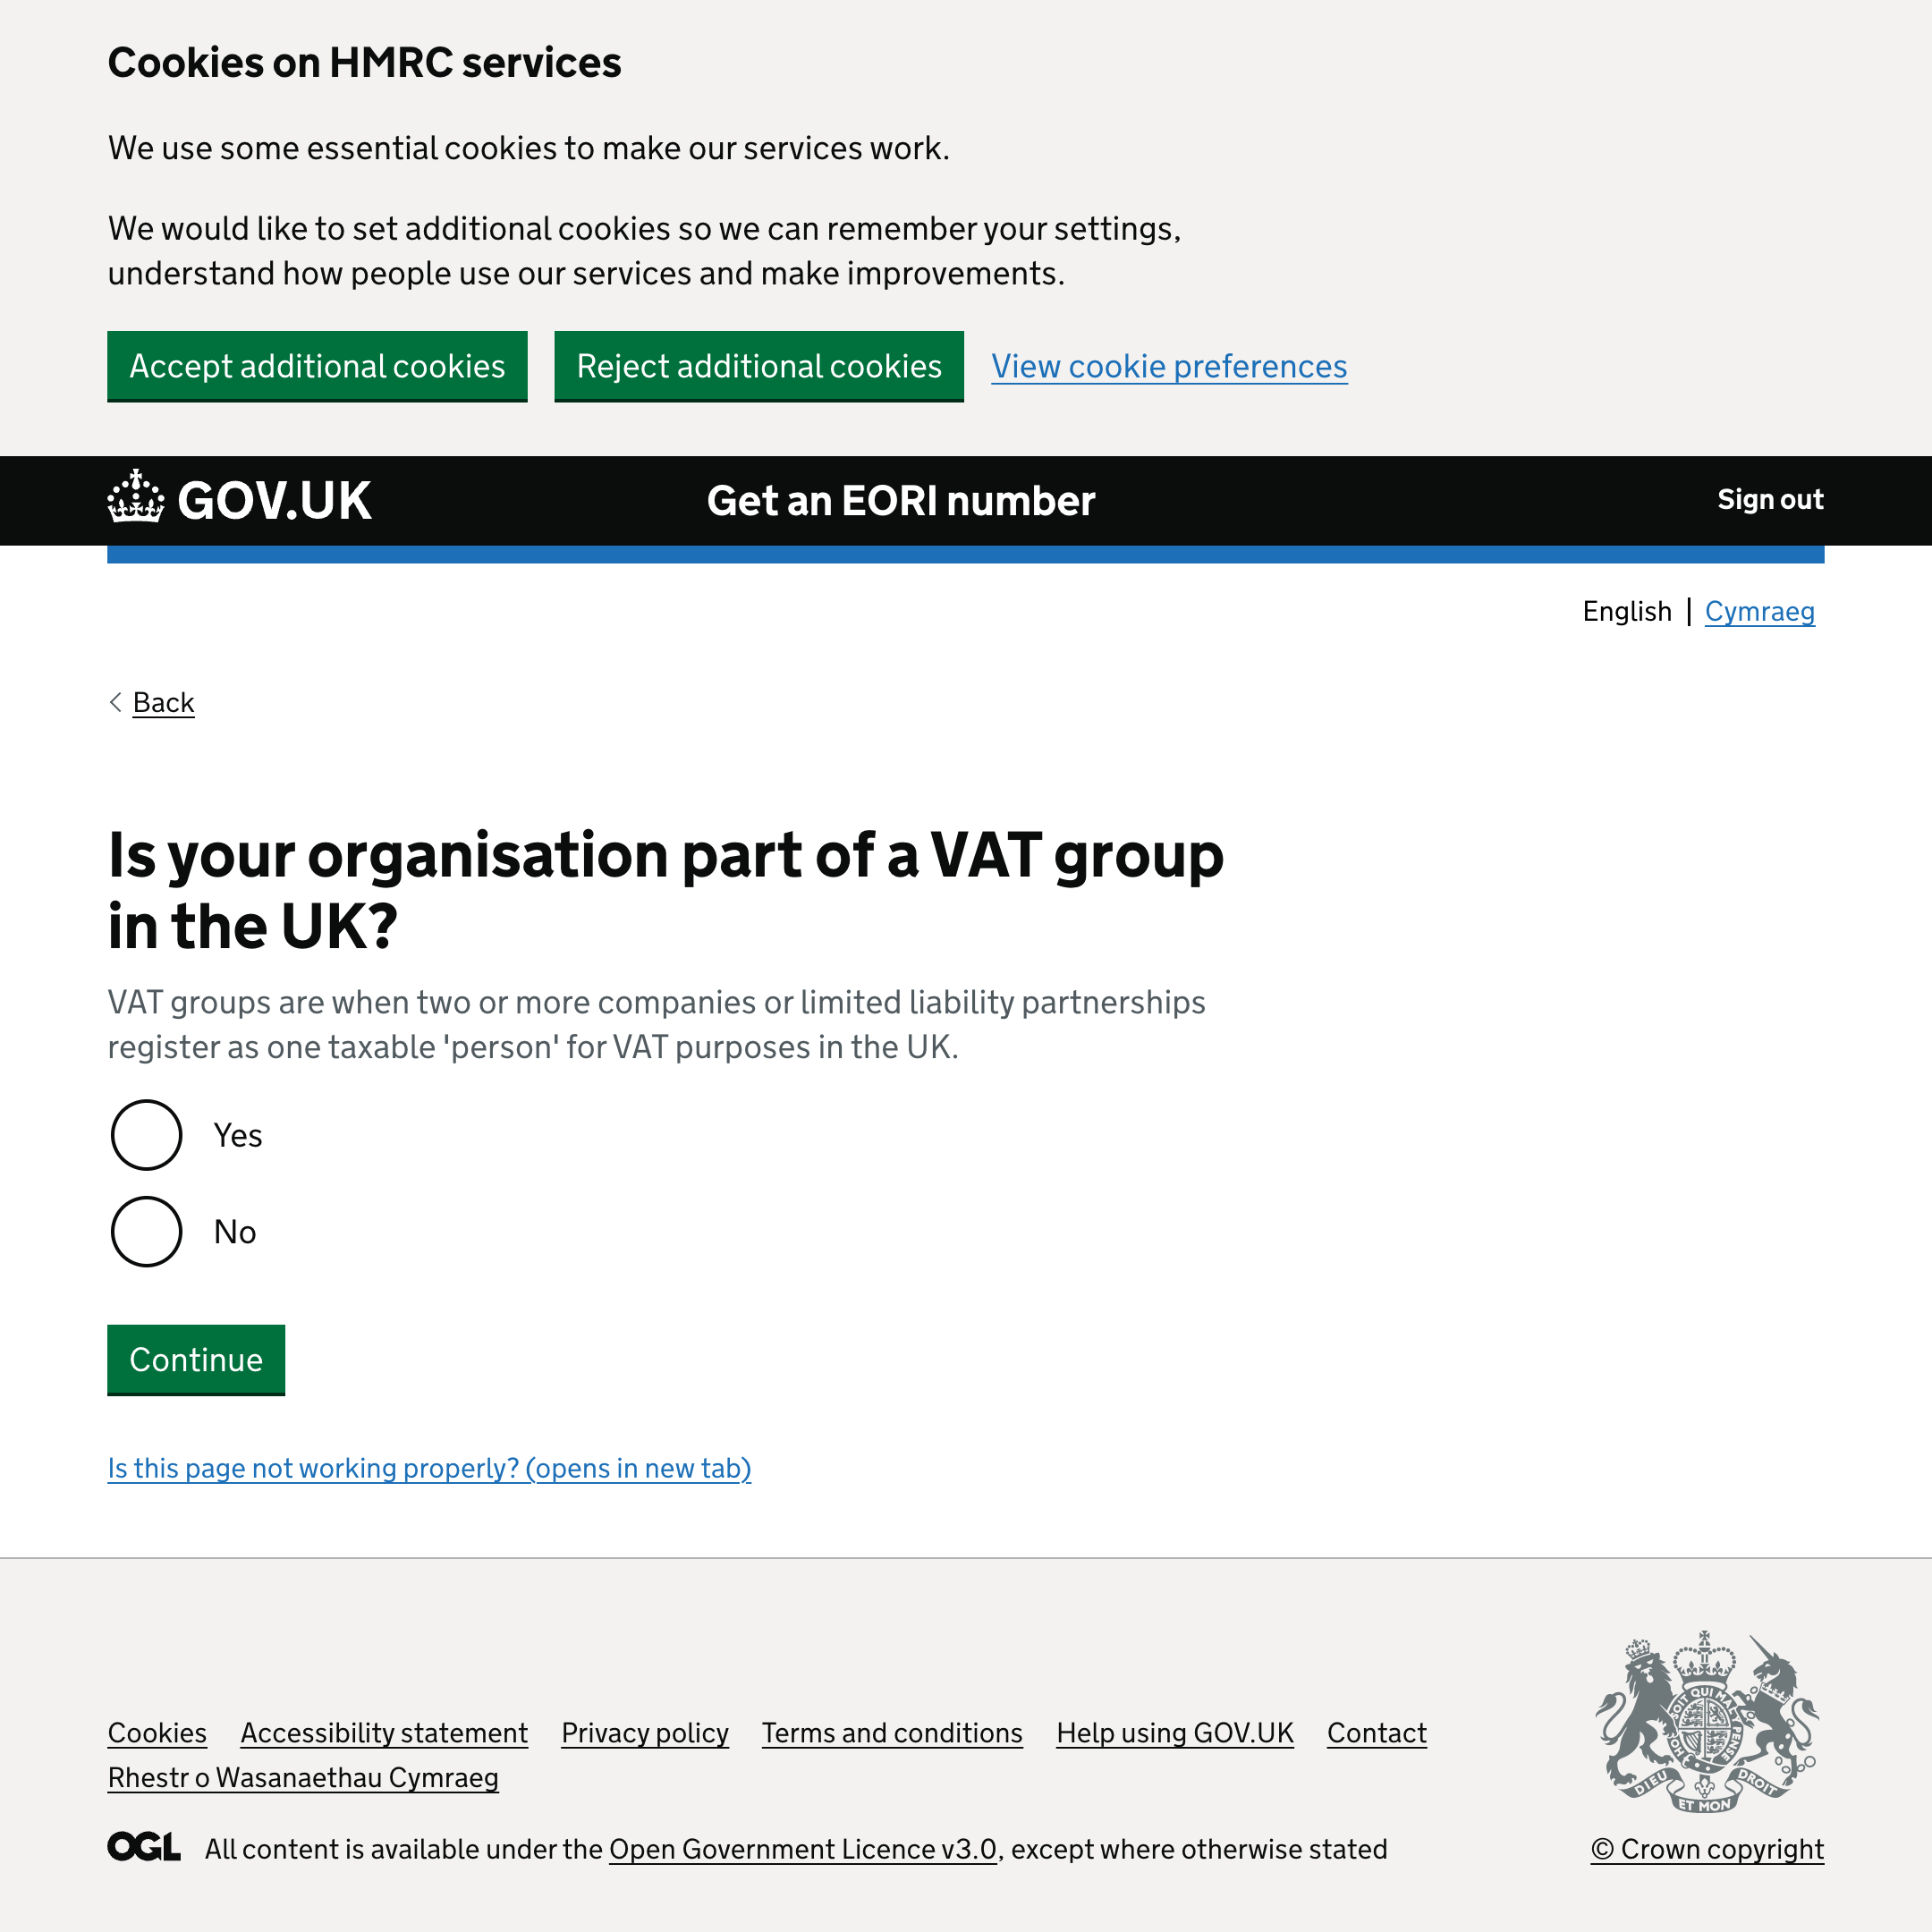 Cookies on HMRC services
We use some essential cookies to make our services work.
We would like to set additional cookies so we can remember your settings,
understand how people use our services and make improvements.
Accept additional cookies Reject additional cookies View cookie preferences
GOV.UK Get an EORI number Sign out
English | Cymraeg
Back
Is your organisation part of a VAT group
in the UK?
VAT groups are when two or more companies or limited liability partnerships
register as one taxable 'person' for VAT purposes in the UK.
Yes
No
Continue
Is this page not working properly? (opens in new tab)
Cookies Accessibility statement Privacy policy Terms and conditions Help using GOV.UK Contact
Rhestr o Wasanaethau Cymraeg
DIEU ET MON DROIT
OGL All content is available under the Open Government Licence v3.0, except where otherwise stated
© Crown copyright